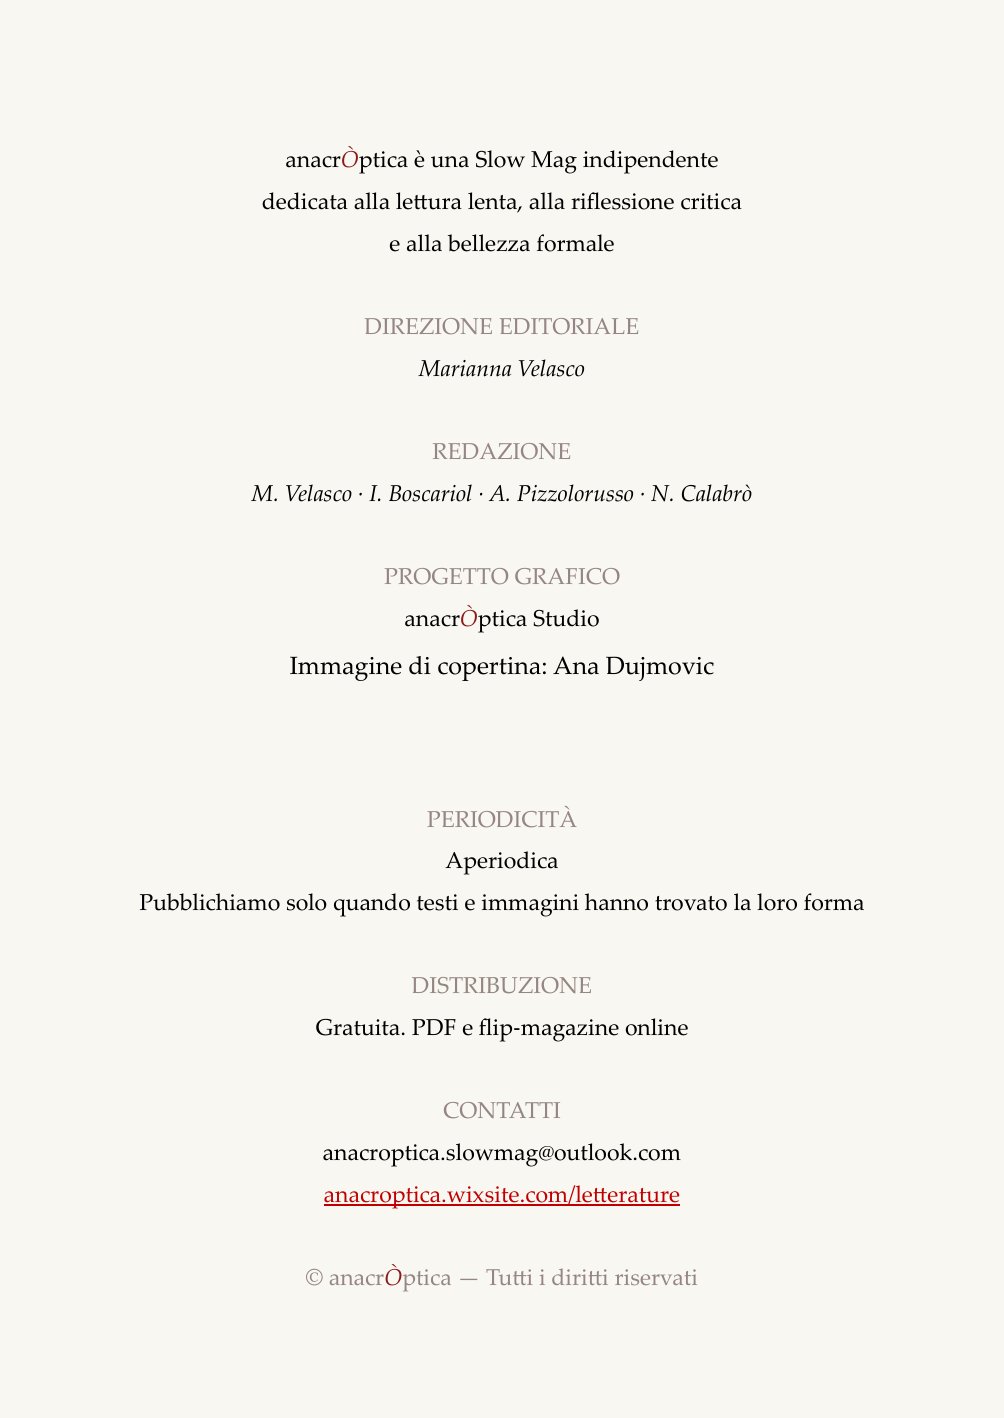 anacrÒptica è una Slow Mag indipendente
dedicata alla lettura lenta, alla riflessione critica
e alla bellezza formale
DIREZIONE EDITORIALE
Marianna Velasco
REDAZIONE
M. Velasco · I. Boscariol · A. Pizzolorusso · N. Calabrò
PROGETTO GRAFICO
anacrÒptica Studio
Immagine di copertina: Ana Dujmovic
PERIODICITÀ
Aperiodica
Pubblichiamo solo quando testi e immagini hanno trovato la loro forma
DISTRIBUZIONE
Gratuita. PDF e flip-magazine online
CONTATTI
anacroptica.slowmag@outlook.com
anacroptica.wixsite.com/letterature
© anacrÒptica — Tutti i diritti riservati